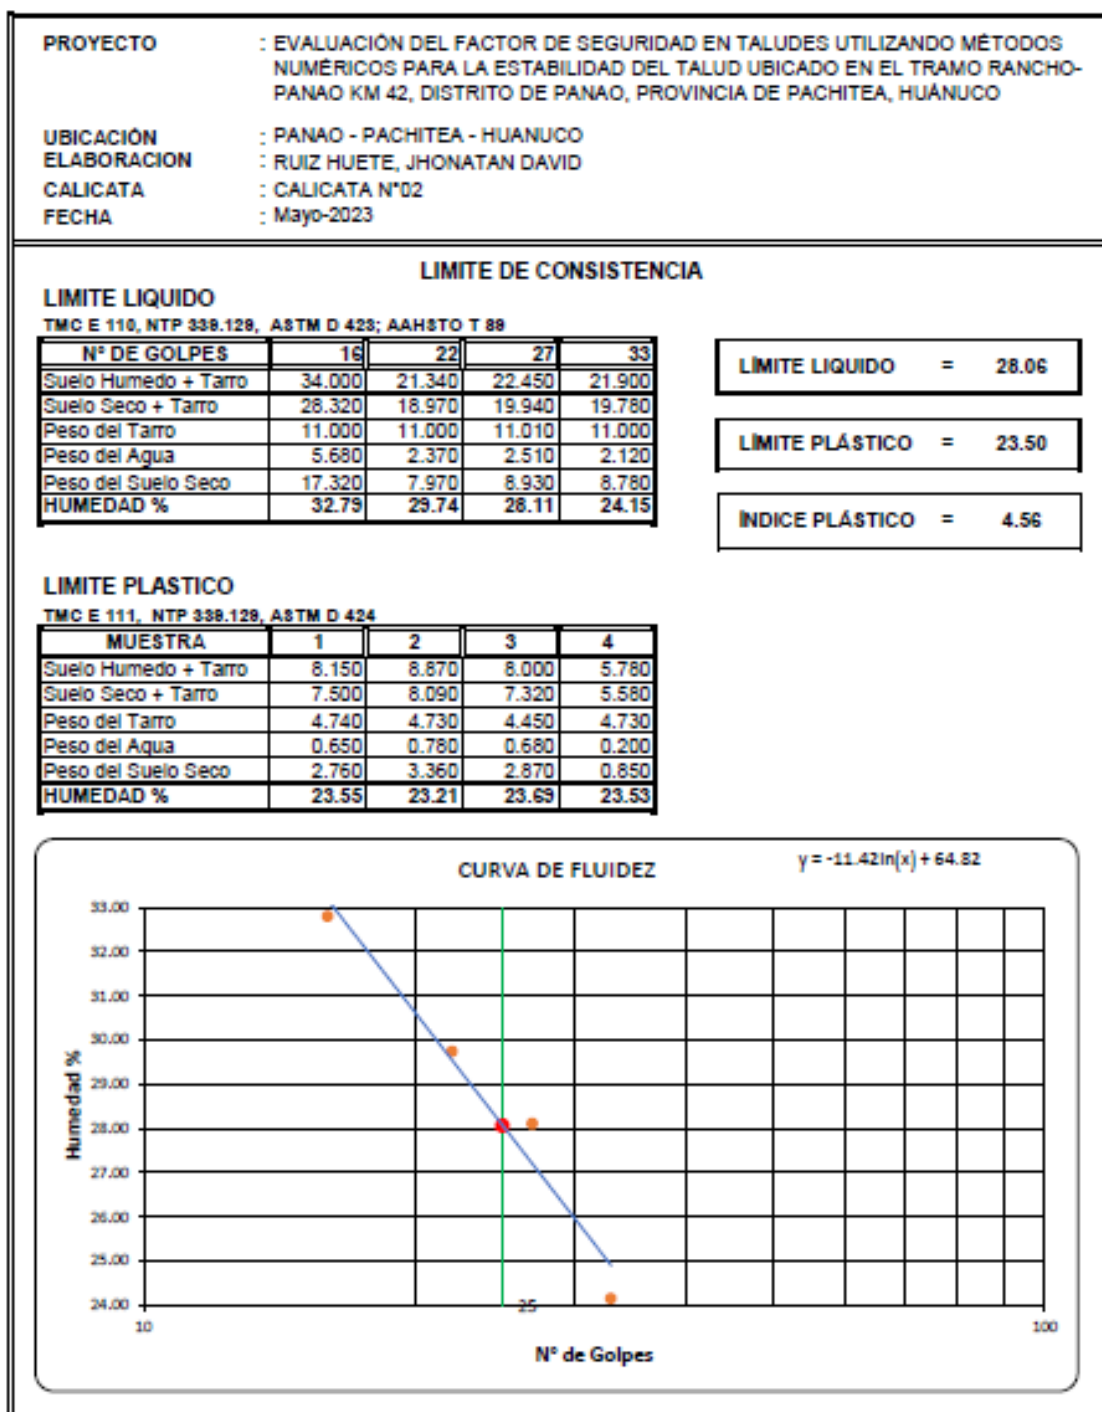 PROYECTO : EVALUACIÓN DEL FACTOR DE SEGURIDAD EN TALUDES UTILIZANDO MÉTODOS
NUMÉRICOS PARA LA ESTABILIDAD DEL TALUD UBICADO EN EL TRAMO RANCHO-
PANAO KM 42, DISTRITO DE PANAO, PROVINCIA DE PACHITEA, HUÁNUCO
UBICACIÓN : PANAO - PACHITEA - HUANUCO
ELABORACION : RUIZ HUETE, JHONATAN DAVID
CALICATA : CALICATA N°02
FECHA : Mayo-2023
LIMITE DE CONSISTENCIA
LIMITE LIQUIDO
TMC E 110, NTP 339.129, ASTM D 423; AAHSTO T 89
N° DE GOLPES 16 22 27 33
Suelo Humedo + Tarro 34.000 21.340 22.450 21.900
Suelo Seco + Tarro 28.320 18.970 19.940 19.780
Peso del Tarro 11.000 11.000 11.010 11.000
Peso del Agua 5.680 2.370 2.510 2.120
Peso del Suelo Seco 17.320 7.970 8.930 8.780
HUMEDAD % 32.79 29.74 28.11 24.15
LÍMITE LIQUIDO = 28.06
LÍMITE PLÁSTICO = 23.50
ÍNDICE PLÁSTICO = 4.56
LIMITE PLASTICO
TMC E 111, NTP 339.129, ASTM D 424
MUESTRA 1 2 3 4
Suelo Humedo + Tarro 8.150 8.870 8.000 5.780
Suelo Seco + Tarro 7.500 8.090 7.320 5.580
Peso del Tarro 4.740 4.730 4.450 4.730
Peso del Agua 0.650 0.780 0.680 0.200
Peso del Suelo Seco 2.760 3.360 2.870 0.850
HUMEDAD % 23.55 23.21 23.69 23.53
CURVA DE FLUIDEZ
y = -11.42ln(x) + 64.82
33.00
32.00
31.00
30.00
29.00
28.00
27.00
26.00
25.00
24.00
Humedad %
10 25 100
N° de Golpes